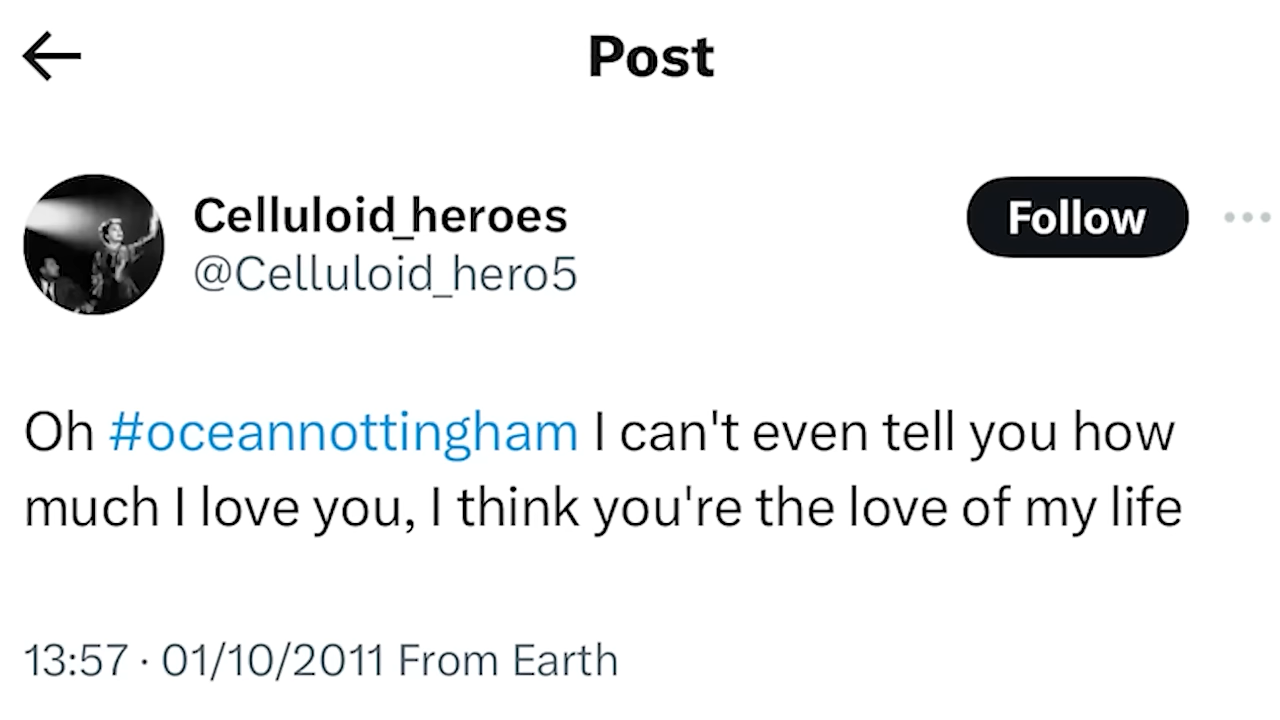 Post
Celluloid_heroes
Follow
@Celluloid_hero5
Oh #oceannottingham I can't even tell you how
much I love you, I think you're the love of my life
13:57 · 01/10/2011 From Earth